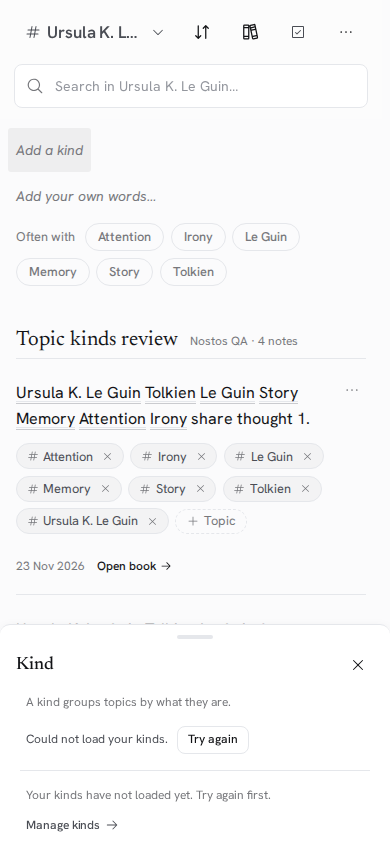 # Ursula K. L...
Search in Ursula K. Le Guin...
Add a kind
Add your own words...
Often with Attention Irony Le Guin
Memory Story Tolkien
Topic kinds review Nostos QA · 4 notes
Ursula K. Le Guin Tolkien Le Guin Story
Memory Attention Irony share thought 1.
# Attention × # Irony × # Le Guin ×
# Memory × # Story × # Tolkien ×
# Ursula K. Le Guin × + Topic
23 Nov 2026 Open book →
Kind
A kind groups topics by what they are.
Could not load your kinds. Try again
Your kinds have not loaded yet. Try again first.
Manage kinds →